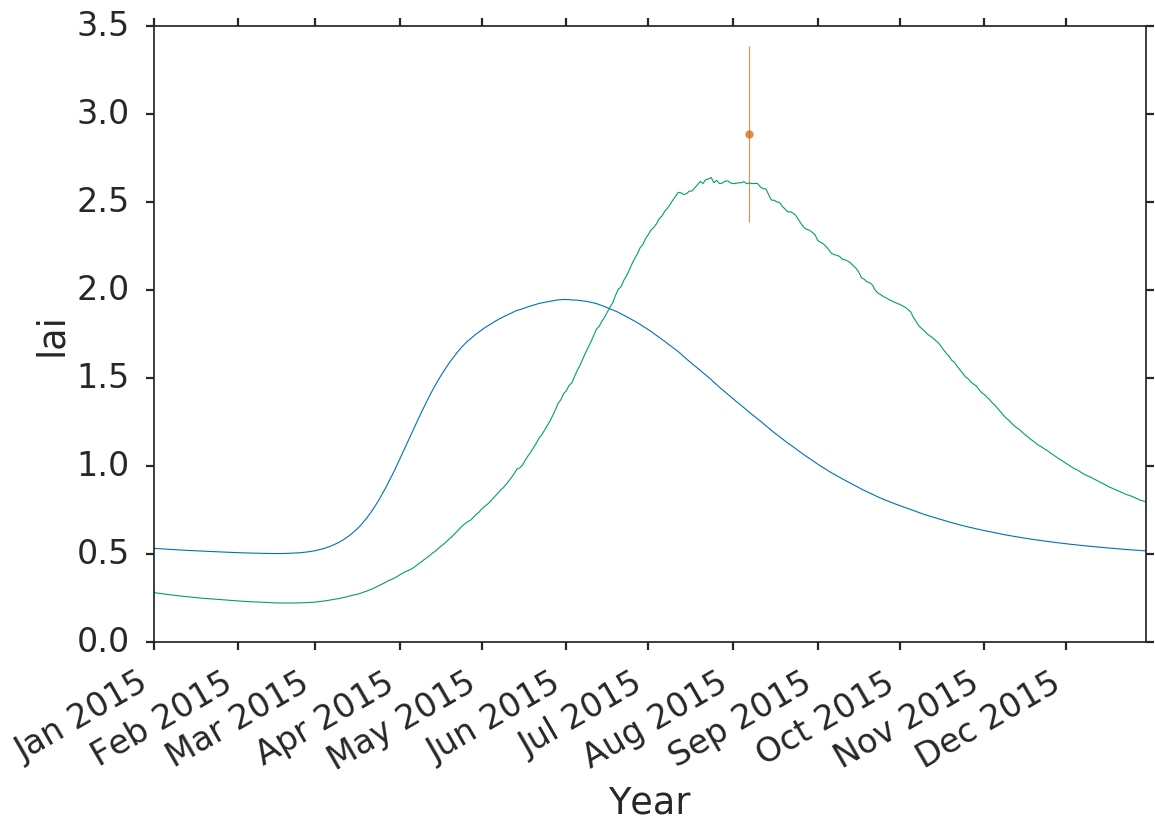 3.5
3.0
2.5
2.0
1.5
1.0
0.5
0.0
lai
Jan 2015
Feb 2015
Mar 2015
Apr 2015
May 2015
Jun 2015
Jul 2015
Aug 2015
Sep 2015
Oct 2015
Nov 2015
Dec 2015
Year